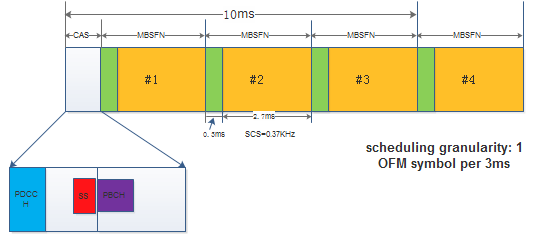 10ms
CAS
MBSFN
MBSFN
MBSFN
MBSFN
#1
#2
#3
#4
2.7ms
0.3ms
SCS=0.37KHz
scheduling granularity: 1
OFM symbol per 3ms
PDCC
H
SS
PBCH